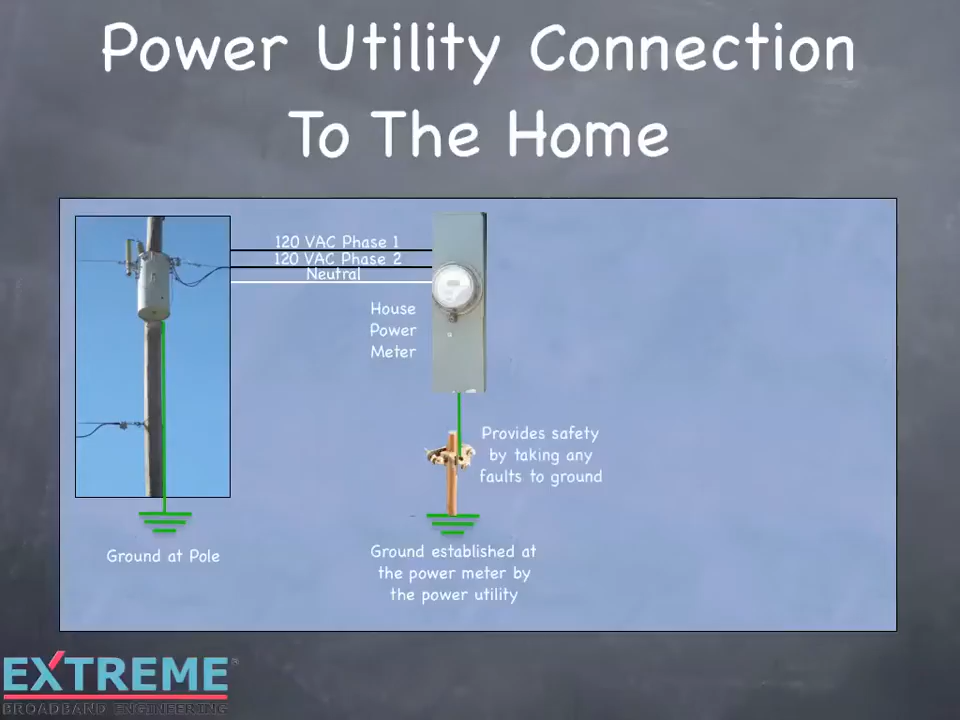 Power Utility Connection
To The Home
120 VAC Phase 1
120 VAC Phase 2
Neutral
House
Power
Meter
Provides safety
by taking any
faults to ground
Ground at Pole
Ground established at
the power meter by
the power utility
EXTREME®
BROADBAND ENGINEERING